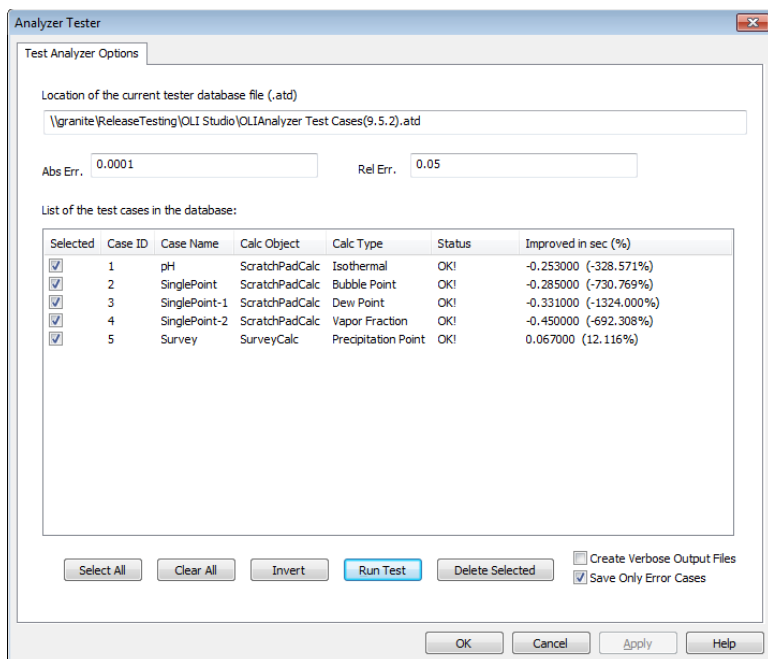 Analyzer Tester
Test Analyzer Options
Location of the current tester database file (.atd)
\\granite\ReleaseTesting\OLI Studio\OLIAnalyzer Test Cases(9.5.2).atd
Abs Err. 0.0001 Rel Err. 0.05
List of the test cases in the database:
Selected Case ID Case Name Calc Object Calc Type Status Improved in sec (%)
1 pH ScratchPadCalc Isothermal OK! -0.253000 (-328.571%)
2 SinglePoint ScratchPadCalc Bubble Point OK! -0.285000 (-730.769%)
3 SinglePoint-1 ScratchPadCalc Dew Point OK! -0.331000 (-1324.000%)
4 SinglePoint-2 ScratchPadCalc Vapor Fraction OK! -0.450000 (-692.308%)
5 Survey SurveyCalc Precipitation Point OK! 0.067000 (12.116%)
Select All Clear All Invert Run Test Delete Selected Create Verbose Output Files
Save Only Error Cases
OK Cancel Apply Help